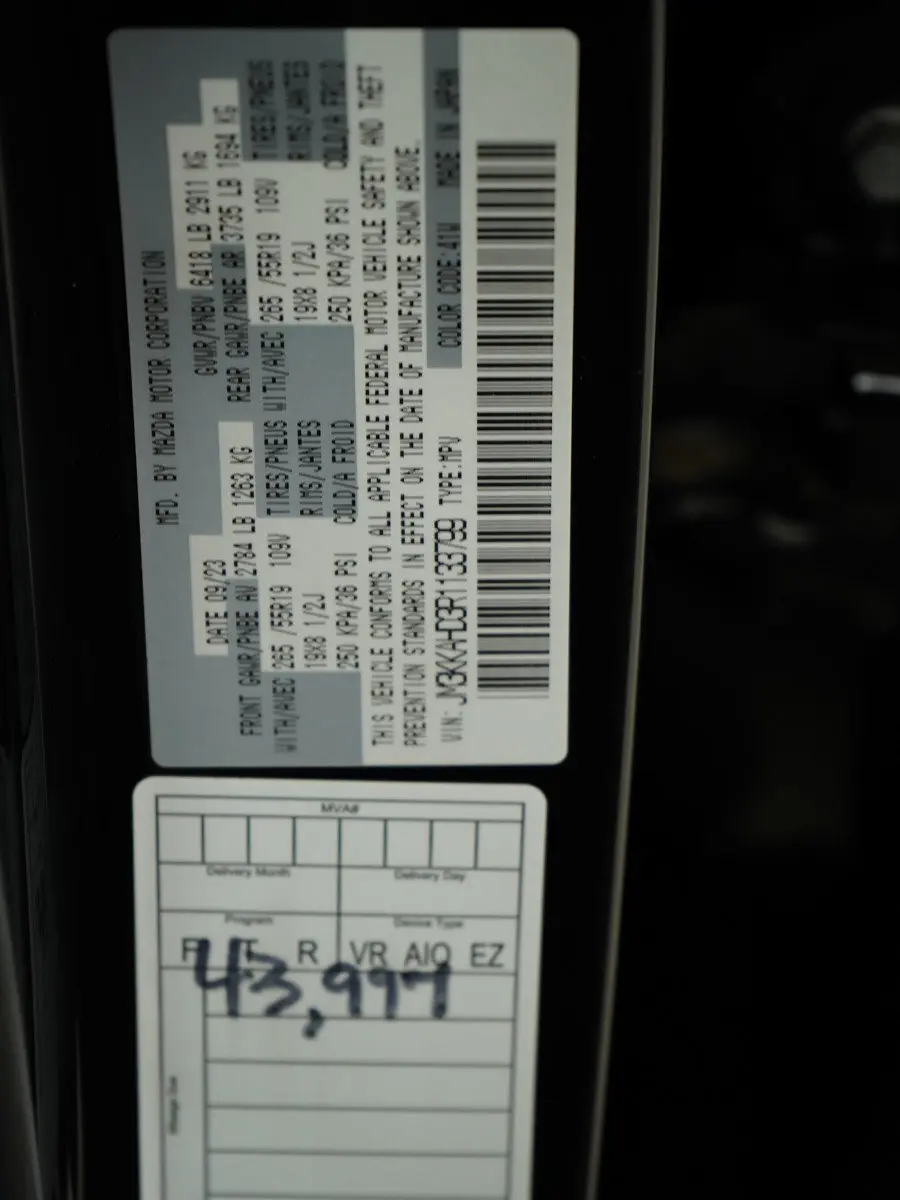 MFD. BY MAZDA MOTOR CORPORATION
DATE 09/23 GVWR/PNBV 6418 LB 2911 KG
FRONT GAWR/PNBE AV 2784 LB 1263 KG REAR GAWR/PNBE AR 3735 LB 1694 KG
WITH/AVEC 265 /55R19 109V TIRES/PNEUS WITH/AVEC 265 /55R19 109V TIRES/PNEUS
19X8 1/2J RIMS/JANTES 19X8 1/2J RIMS/JANTES
250 KPA/36 PSI COLD/A FROID 250 KPA/36 PSI COLD/A FROID
THIS VEHICLE CONFORMS TO ALL APPLICABLE FEDERAL MOTOR VEHICLE SAFETY AND THEFT
PREVENTION STANDARDS IN EFFECT ON THE DATE OF MANUFACTURE SHOWN ABOVE.
VIN: JM3KKAHD3R1133799 TYPE:MPV COLOR CODE:41W MADE IN JAPAN
MVA#
Delivery Month Delivery Day
Program Device Type
F T R VR AIO EZ
43,997
Mileage Due